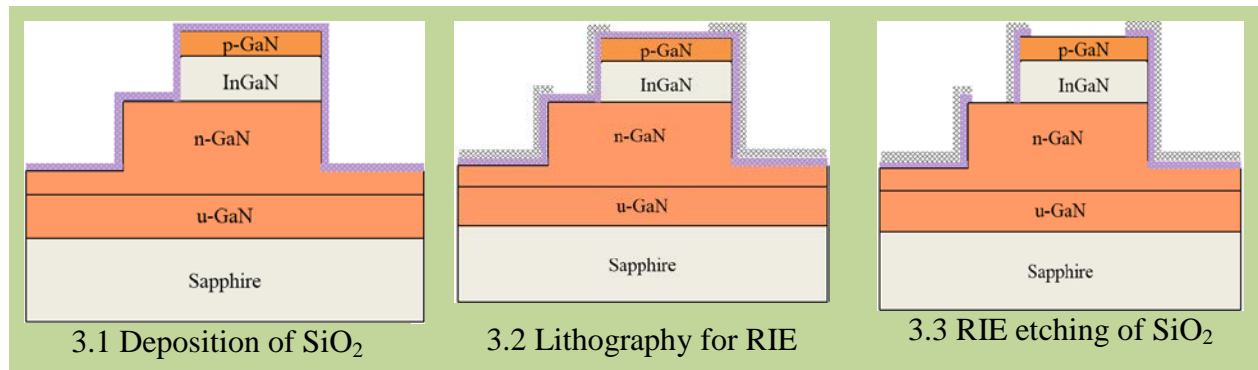 p-GaN
InGaN
n-GaN
u-GaN
Sapphire
3.1 Deposition of SiO₂
p-GaN
InGaN
n-GaN
u-GaN
Sapphire
3.2 Lithography for RIE
p-GaN
InGaN
n-GaN
u-GaN
Sapphire
3.3 RIE etching of SiO₂